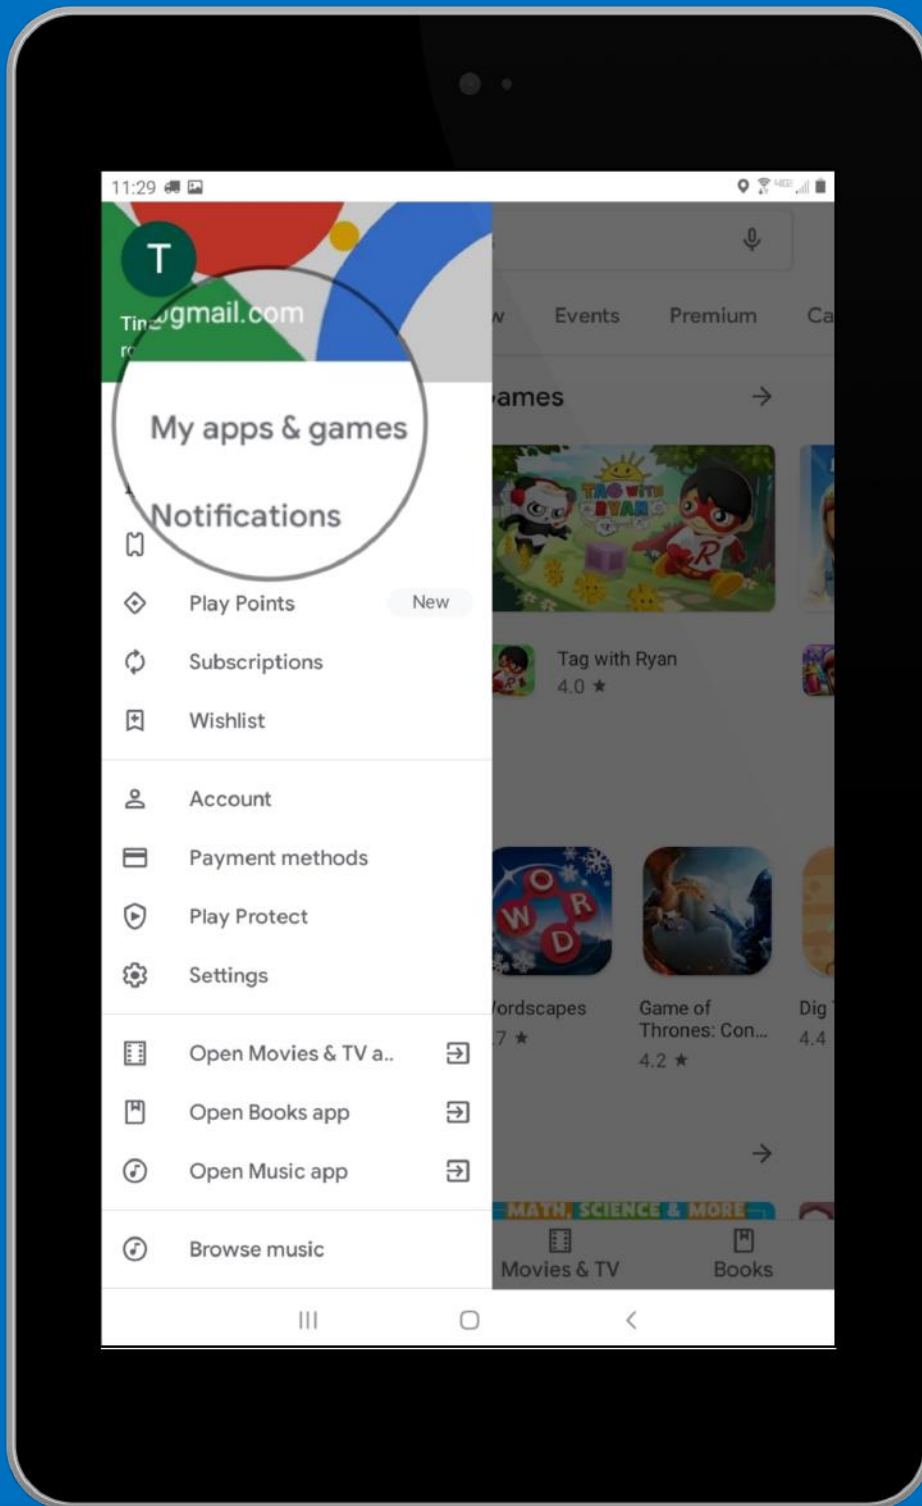 11:29
T
Tin
@gmail.com
My apps & games
Notifications
Play Points New
Subscriptions
Wishlist
Account
Payment methods
Play Protect
Settings
Open Movies & TV a..
Open Books app
Open Music app
Browse music
Events Premium Ca
ames
TAG WITH
RYAN
R
Tag with Ryan
4.0 ★
W O R D
ordscapes
.7 ★
Game of
Thrones: Con...
4.2 ★
Dig
4.4
MATH, SCIENCE & MORE
Movies & TV Books